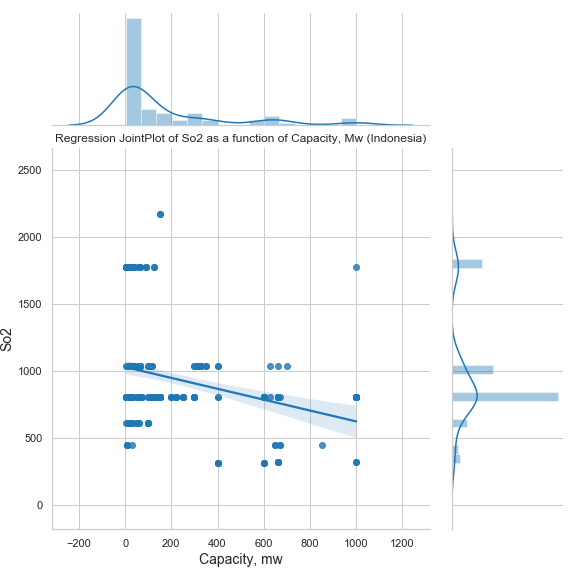 Regression JointPlot of So2 as a function of Capacity, Mw (Indonesia)
2500
2000
1500
1000
500
0
So2
−200 0 200 400 600 800 1000 1200
Capacity, mw